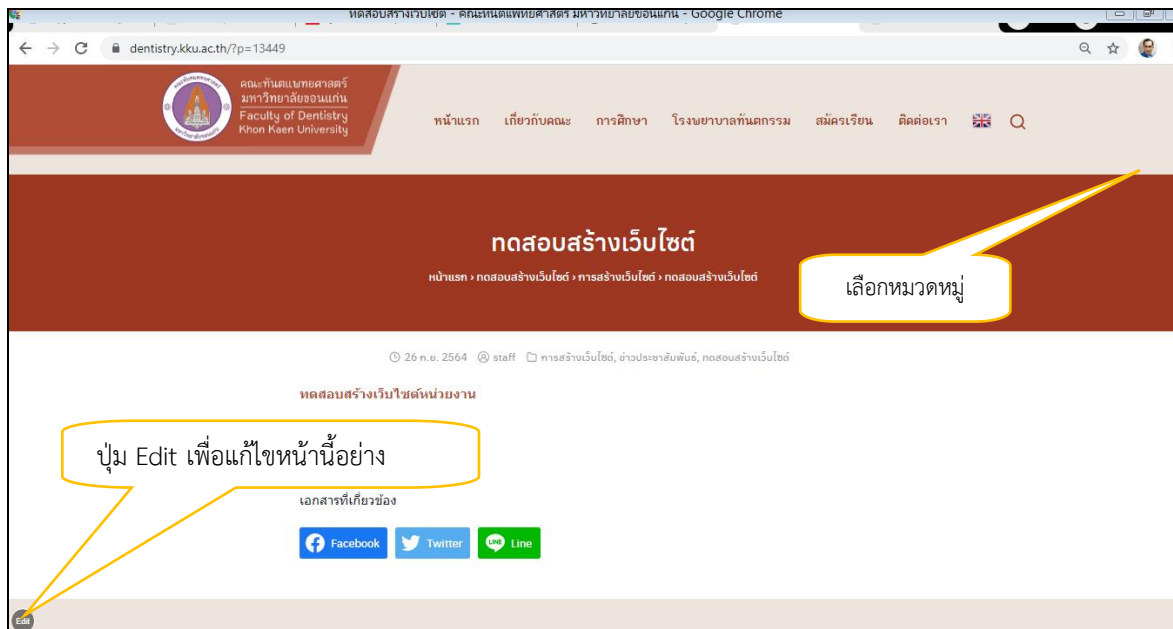 ทดสอบสร้างเว็บไซต์ - คณะทันตแพทยศาสตร์ มหาวิทยาลัยขอนแก่น - Google Chrome
dentistry.kku.ac.th/?p=13449
คณะทันตแพทยศาสตร์
มหาวิทยาลัยขอนแก่น
Faculty of Dentistry
Khon Kaen University
หน้าแรก เกี่ยวกับคณะ การศึกษา โรงพยาบาลทันตกรรม สมัครเรียน ติดต่อเรา
ทดสอบสร้างเว็บไซต์
หน้าแรก › ทดสอบสร้างเว็บไซต์ › การสร้างเว็บไซต์ › ทดสอบสร้างเว็บไซต์
เลือกหมวดหมู่
26 ก.ย. 2564 staff การสร้างเว็บไซต์, ข่าวประชาสัมพันธ์, ทดสอบสร้างเว็บไซต์
ทดสอบสร้างเว็บไซต์หน่วยงาน
ปุ่ม Edit เพื่อแก้ไขหน้านี้อย่าง
เอกสารที่เกี่ยวข้อง
Facebook Twitter LINE Line
Edit